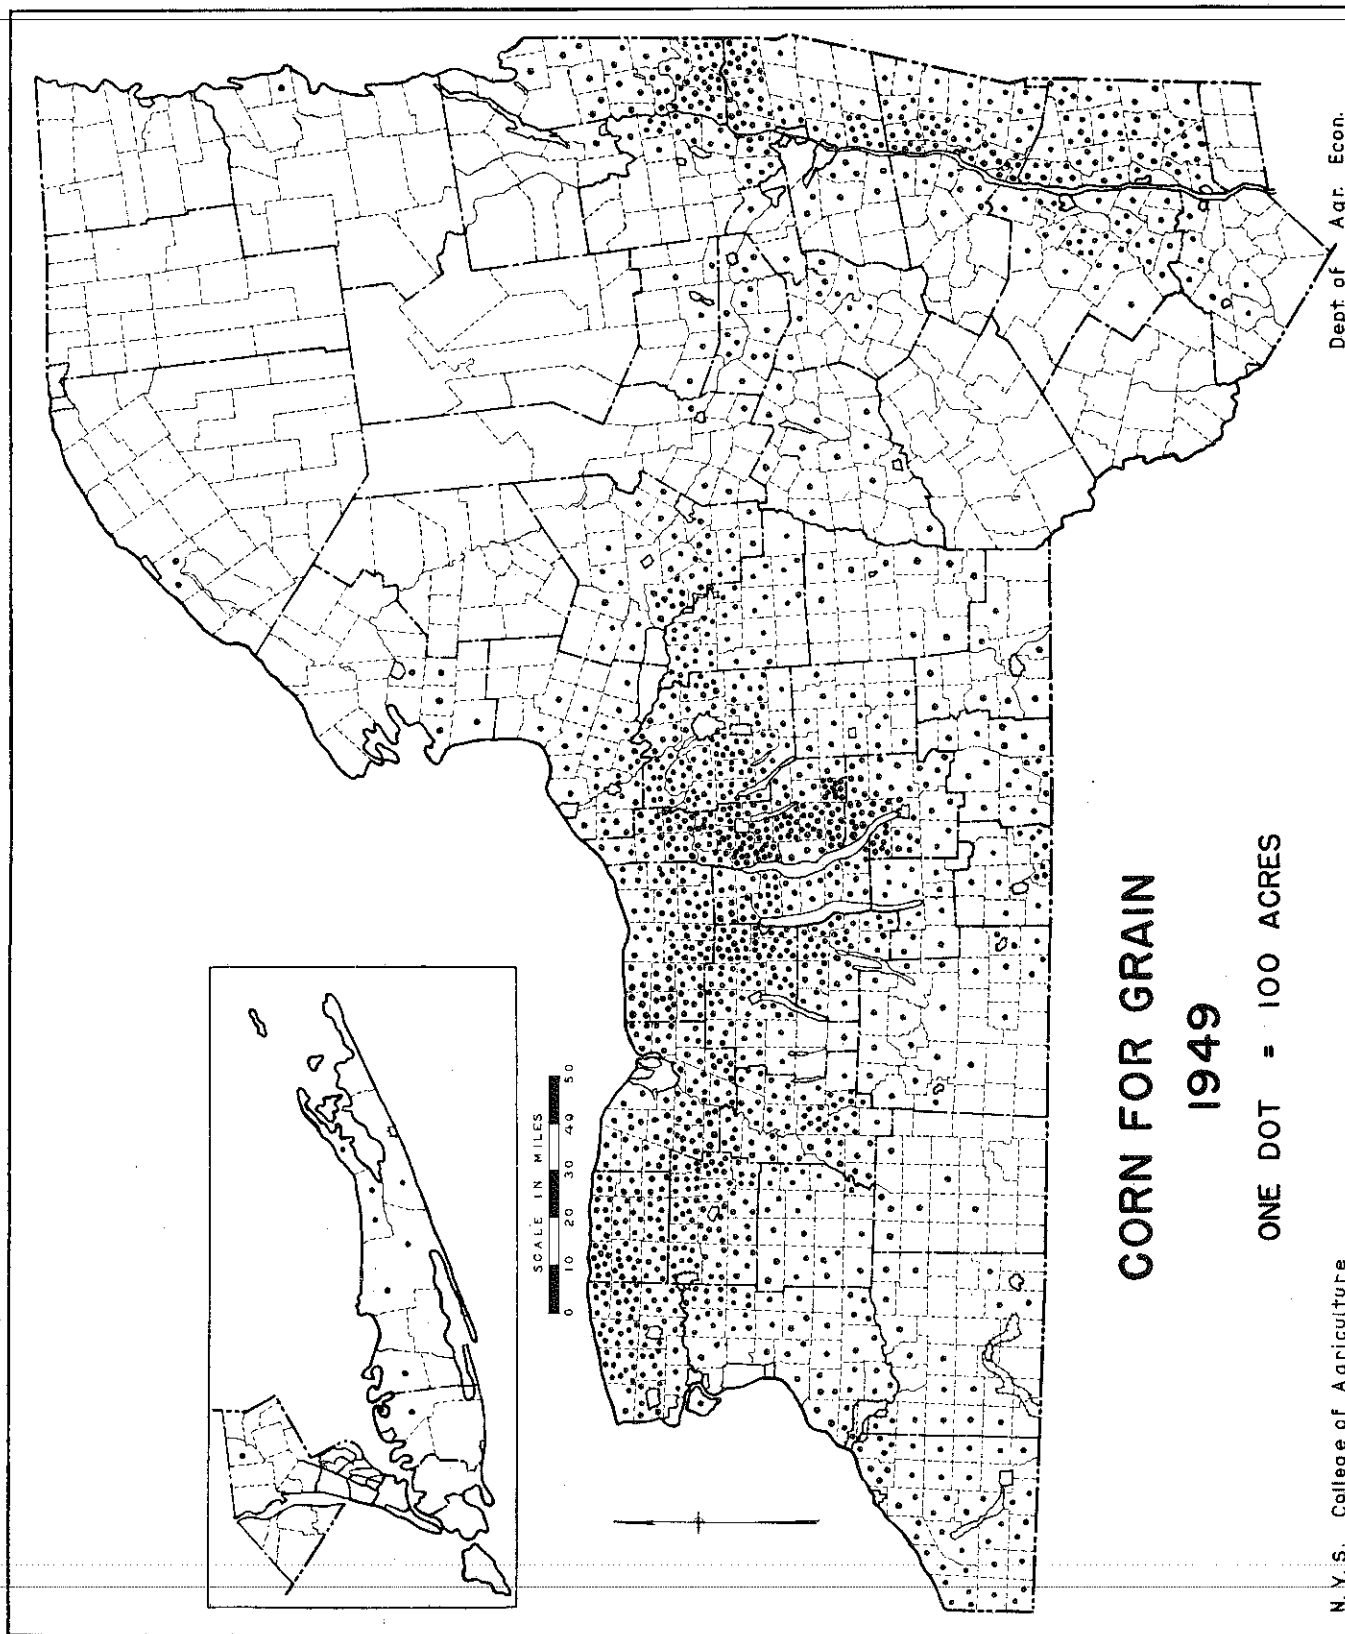 SCALE IN MILES
0 10 20 30 40 50
CORN FOR GRAIN
1949
ONE DOT = 100 ACRES
N.Y.S. College of Agriculture
Dept. of Agr. Econ.